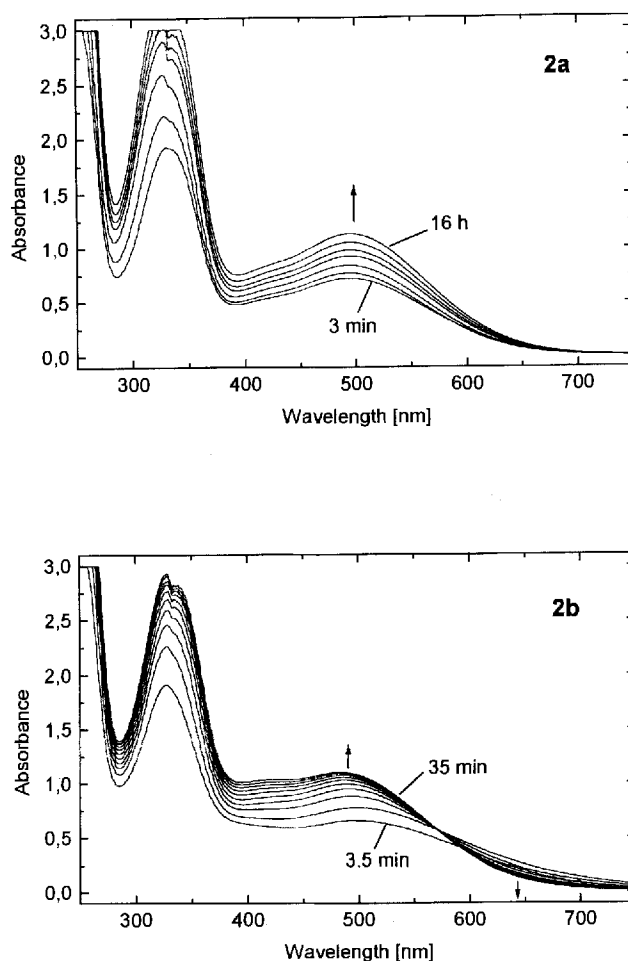 2a
3,0
2,5
2,0
1,5
1,0
0,5
0,0
Absorbance
16 h
3 min
300 400 500 600 700
Wavelength [nm]
2b
3,0
2,5
2,0
1,5
1,0
0,5
0,0
Absorbance
35 min
3.5 min
300 400 500 600 700
Wavelength [nm]